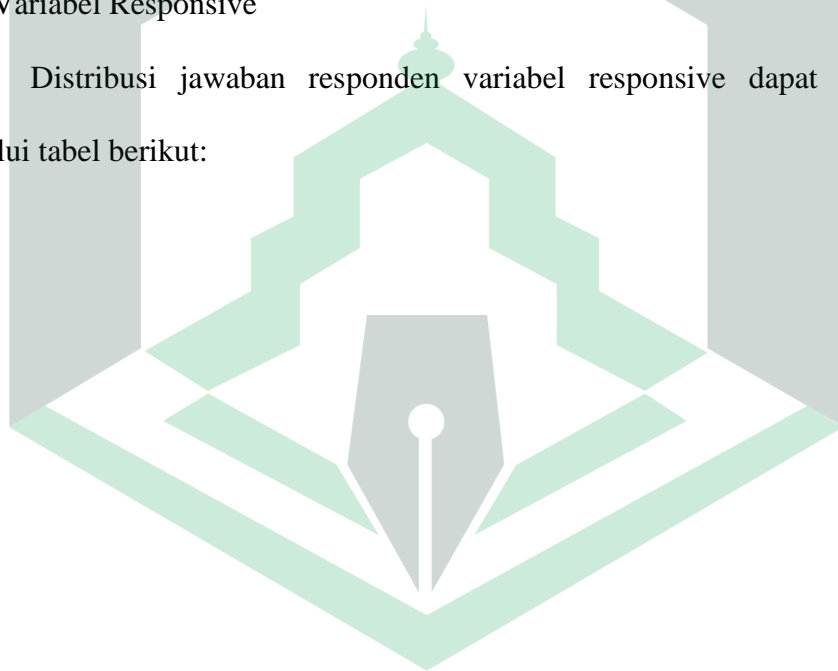 Variabel Responsive
Distribusi jawaban responden variabel responsive dapat
lui tabel berikut: